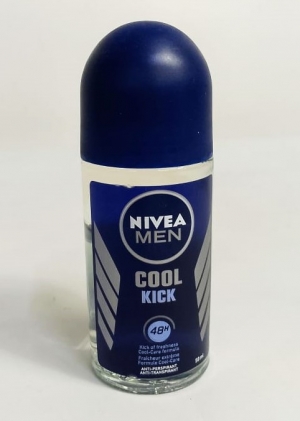 NIVEA
MEN
COOL
KICK
48H
Kick of freshness
Cool-Care formula
Fraîcheur extrême
Formule Cool-Care
ANTI-PERSPIRANT
ANTI-TRANSPIRANT
50 ml